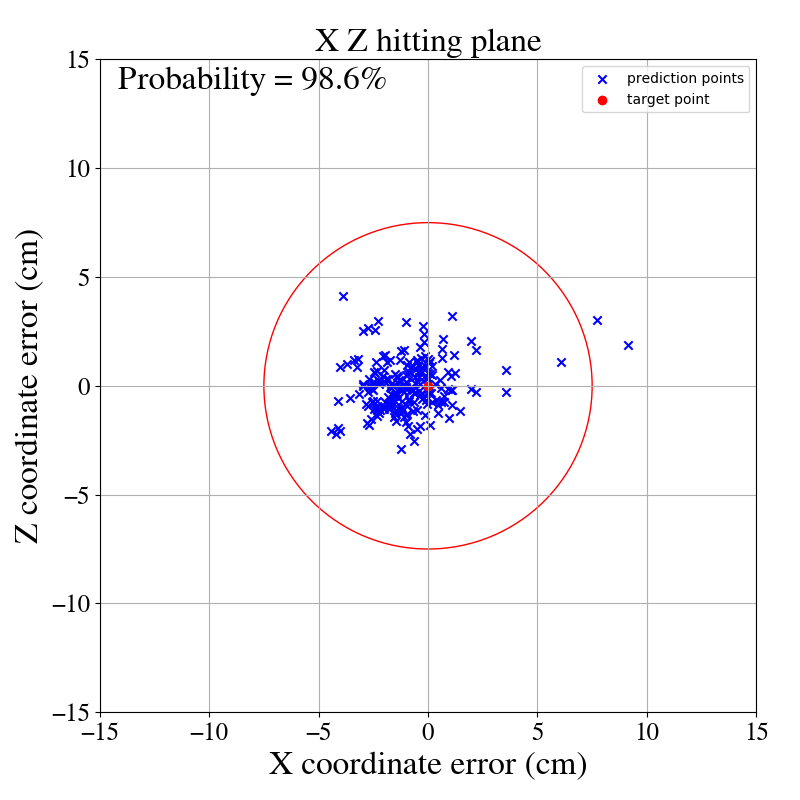 X Z hitting plane
Probability = 98.6%
prediction points
target point
15
10
5
0
−5
−10
−15
−15
−10
−5
0
5
10
15
Z coordinate error (cm)
X coordinate error (cm)